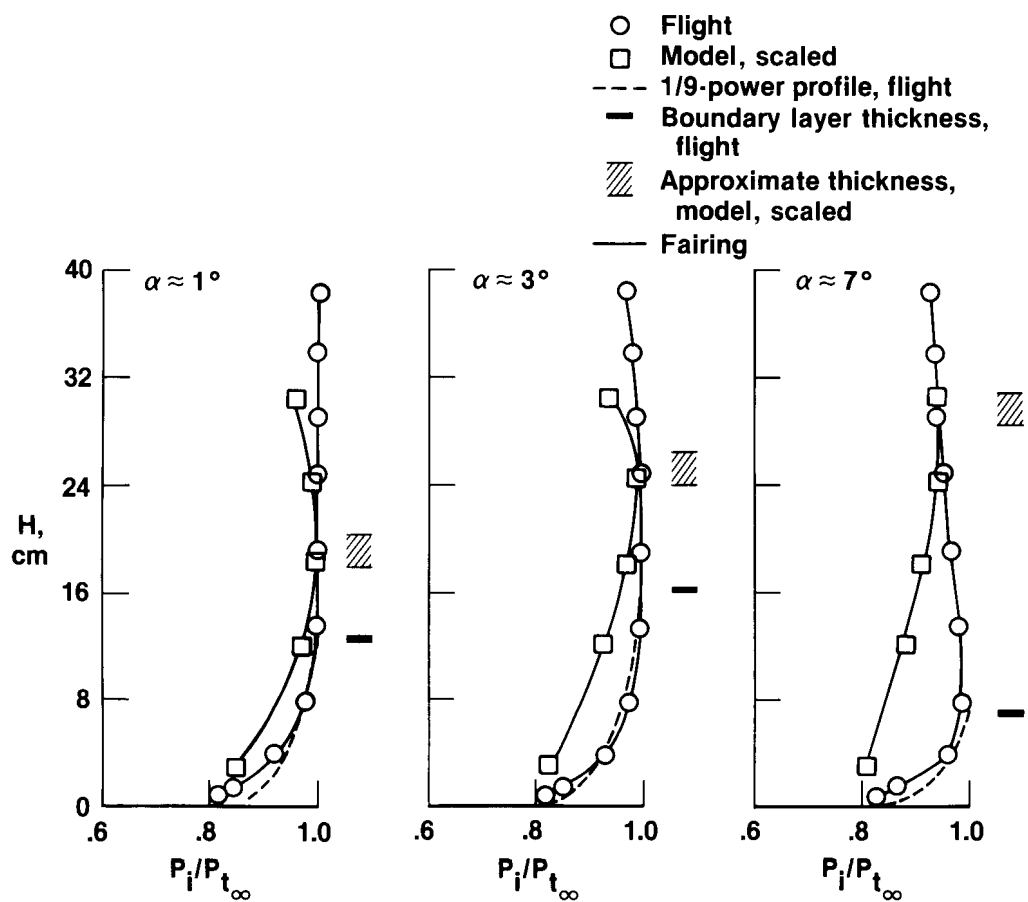 Flight
Model, scaled
1/9-power profile, flight
Boundary layer thickness,
flight
Approximate thickness,
model, scaled
Fairing
α ≈ 1°
α ≈ 3°
α ≈ 7°
40
32
24
16
8
0
H,
cm
.6 .8 1.0
.6 .8 1.0
.6 .8 1.0
Pi/Pt∞
Pi/Pt∞
Pi/Pt∞